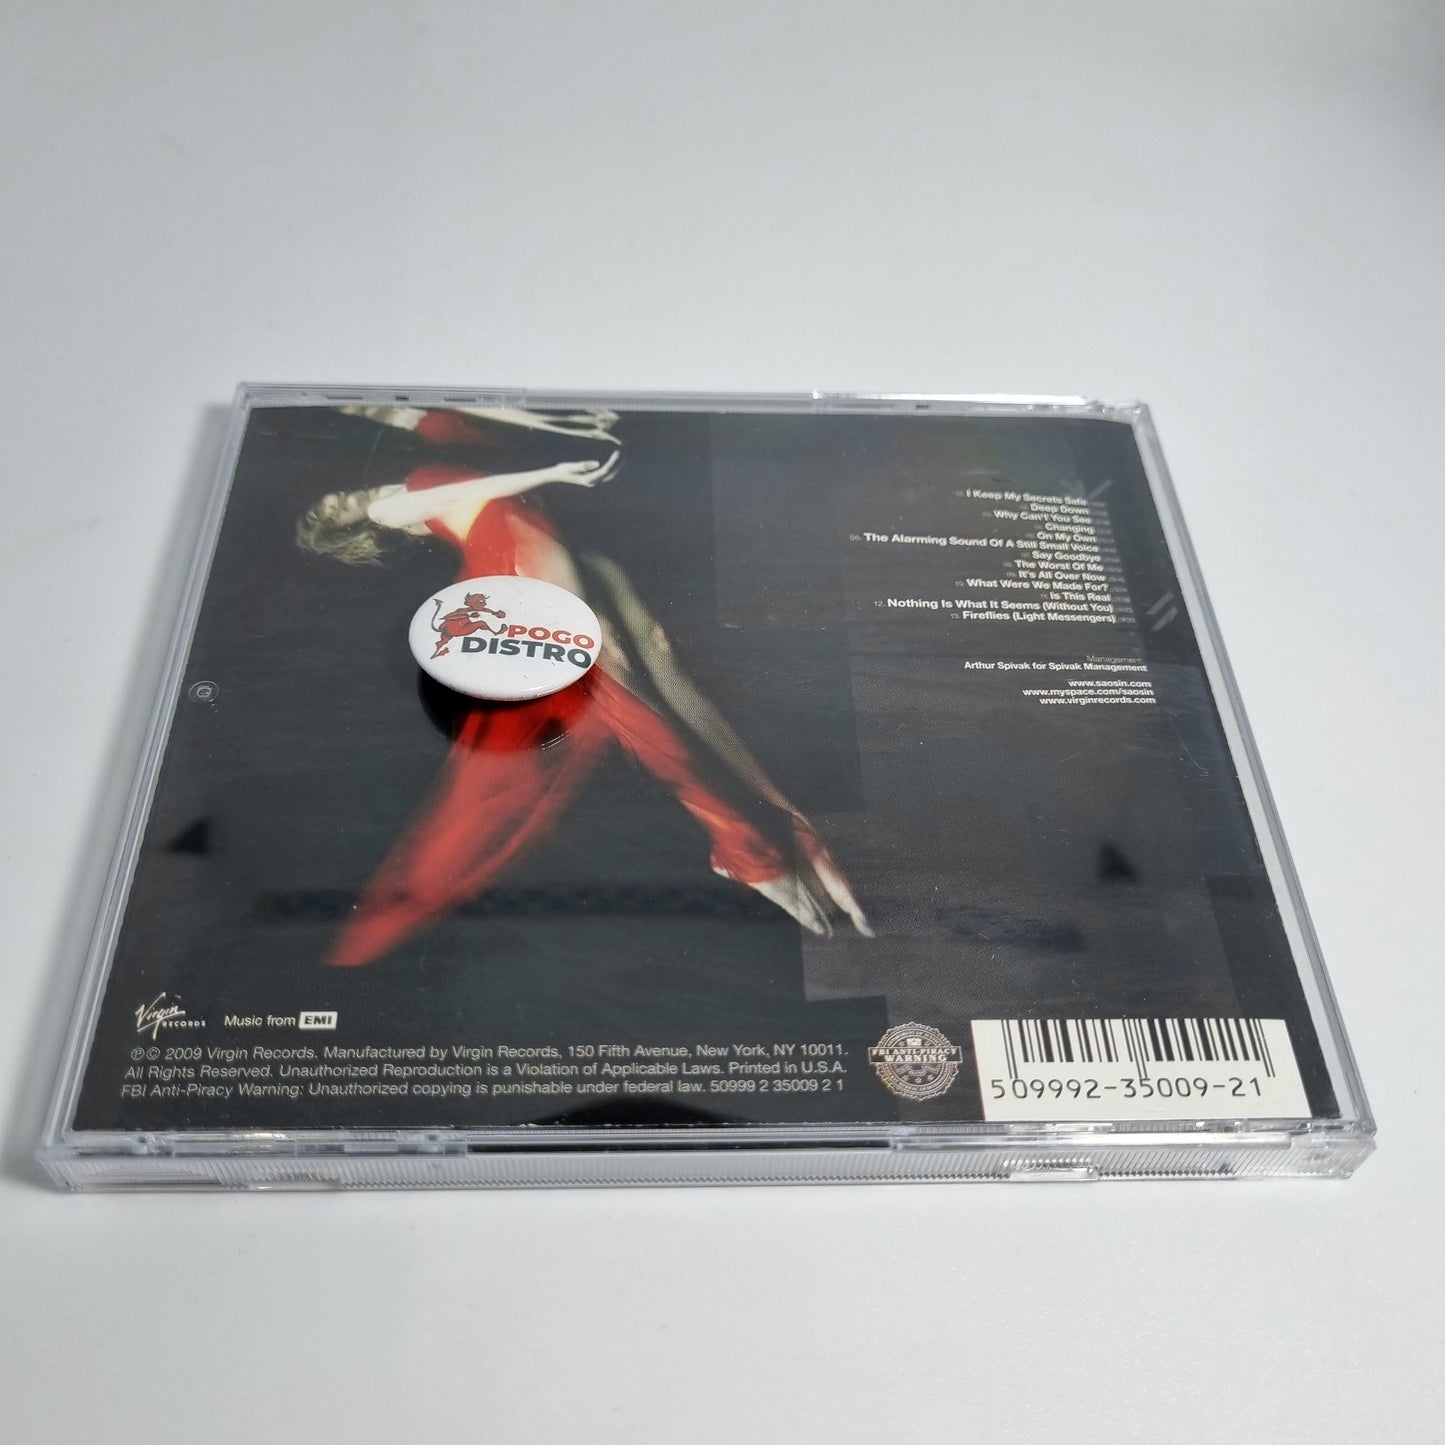 I Keep My Secrets Safe
Deep Down
Why Can't You See
Changing
On My Own
06. The Alarming Sound Of A Still Small Voice
Say Goodbye
The Worst Of Me
It's All Over Now
10. What Were We Made For?
11. Is This Real
12. Nothing Is What It Seems (Without You)
13. Fireflies (Light Messengers)
Management:
Arthur Spivak for Spivak Management
www.saosin.com
www.myspace.com/saosin
www.virginrecords.com
POGO
DISTRO
Virgin
RECORDS
Music from EMI
℗© 2009 Virgin Records. Manufactured by Virgin Records, 150 Fifth Avenue, New York, NY 10011.
All Rights Reserved. Unauthorized Reproduction is a Violation of Applicable Laws. Printed in U.S.A.
FBI Anti-Piracy Warning: Unauthorized copying is punishable under federal law. 50999 2 35009 2 1
FBI ANTI-PIRACY
WARNING
5 09992-35009-21